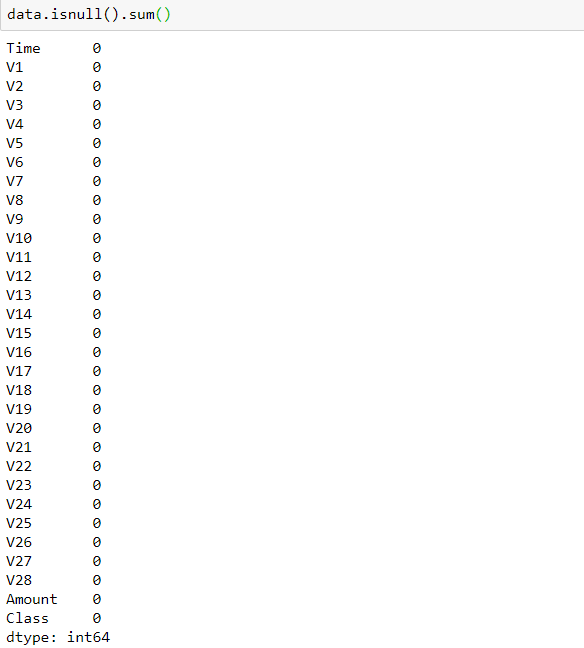 data.isnull().sum()
Time 0
V1 0
V2 0
V3 0
V4 0
V5 0
V6 0
V7 0
V8 0
V9 0
V10 0
V11 0
V12 0
V13 0
V14 0
V15 0
V16 0
V17 0
V18 0
V19 0
V20 0
V21 0
V22 0
V23 0
V24 0
V25 0
V26 0
V27 0
V28 0
Amount 0
Class 0
dtype: int64